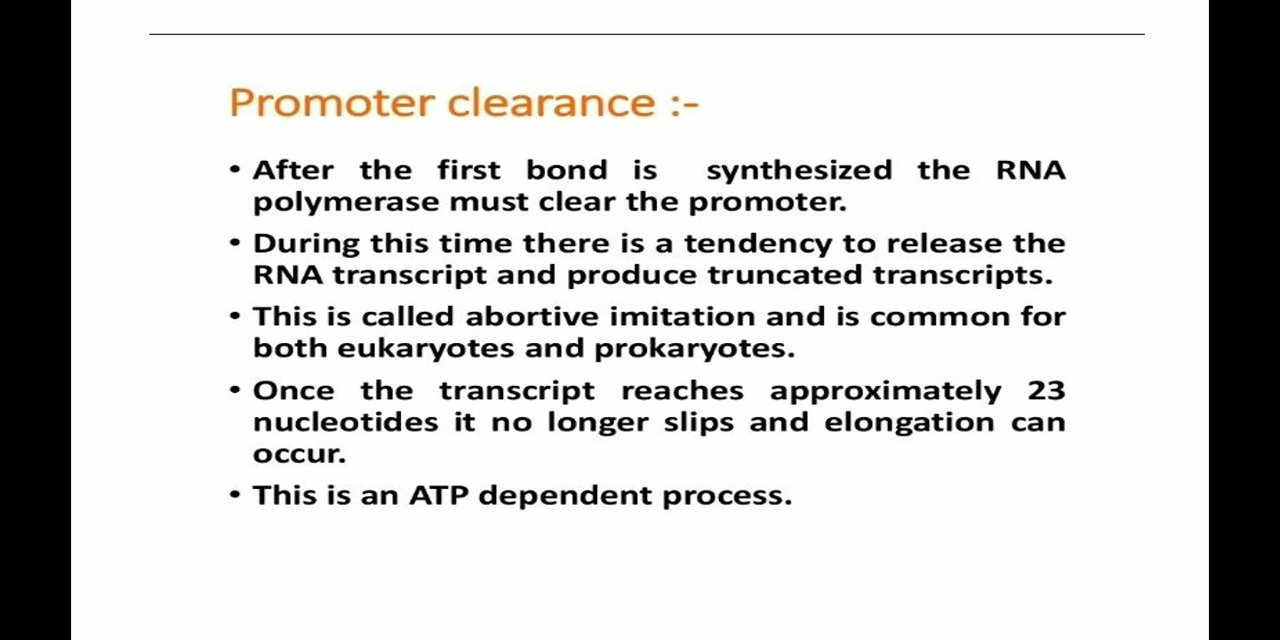 Promoter clearance :-
• After the first bond is synthesized the RNA
polymerase must clear the promoter.
• During this time there is a tendency to release the
RNA transcript and produce truncated transcripts.
• This is called abortive imitation and is common for
both eukaryotes and prokaryotes.
• Once the transcript reaches approximately 23
nucleotides it no longer slips and elongation can
occur.
• This is an ATP dependent process.